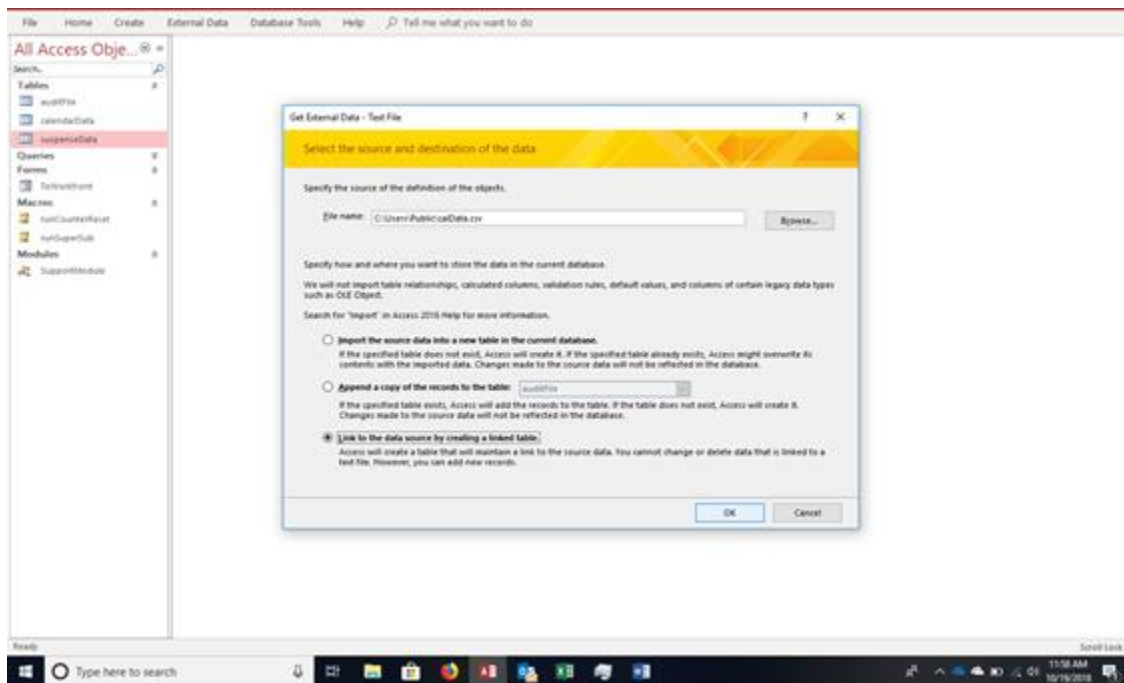 File Home Create External Data Database Tools Help Tell me what you want to do
All Access Obje...
Search...
Tables
auditFile
calendarData
suspenseData
Queries
Forms
Macros
runCounterReset
runSuperSub
Modules
SupportModule
Get External Data - Text File ? X
Select the source and destination of the data
Specify the source of the definition of the objects.
File name: C:\Users\Public\calData.csv Browse...
Specify how and where you want to store the data in the current database.
We will not import table relationships, calculated columns, validation rules, default values, and columns of certain legacy data types
such as OLE Object.
Search for "Import" in Access 2016 Help for more information.
Import the source data into a new table in the current database.
If the specified table does not exist, Access will create it. If the specified table already exists, Access might overwrite its
contents with the imported data. Changes made to the source data will not be reflected in the database.
Append a copy of the records to the table: auditFile
If the specified table exists, Access will add the records to the table. If the table does not exist, Access will create it.
Changes made to the source data will not be reflected in the database.
Link to the data source by creating a linked table.
Access will create a table that will maintain a link to the source data. You cannot change or delete data that is linked to a
text file. However, you can add new records.
OK Cancel
Ready Scroll Lock
Type here to search
11:58 AM
10/19/2018